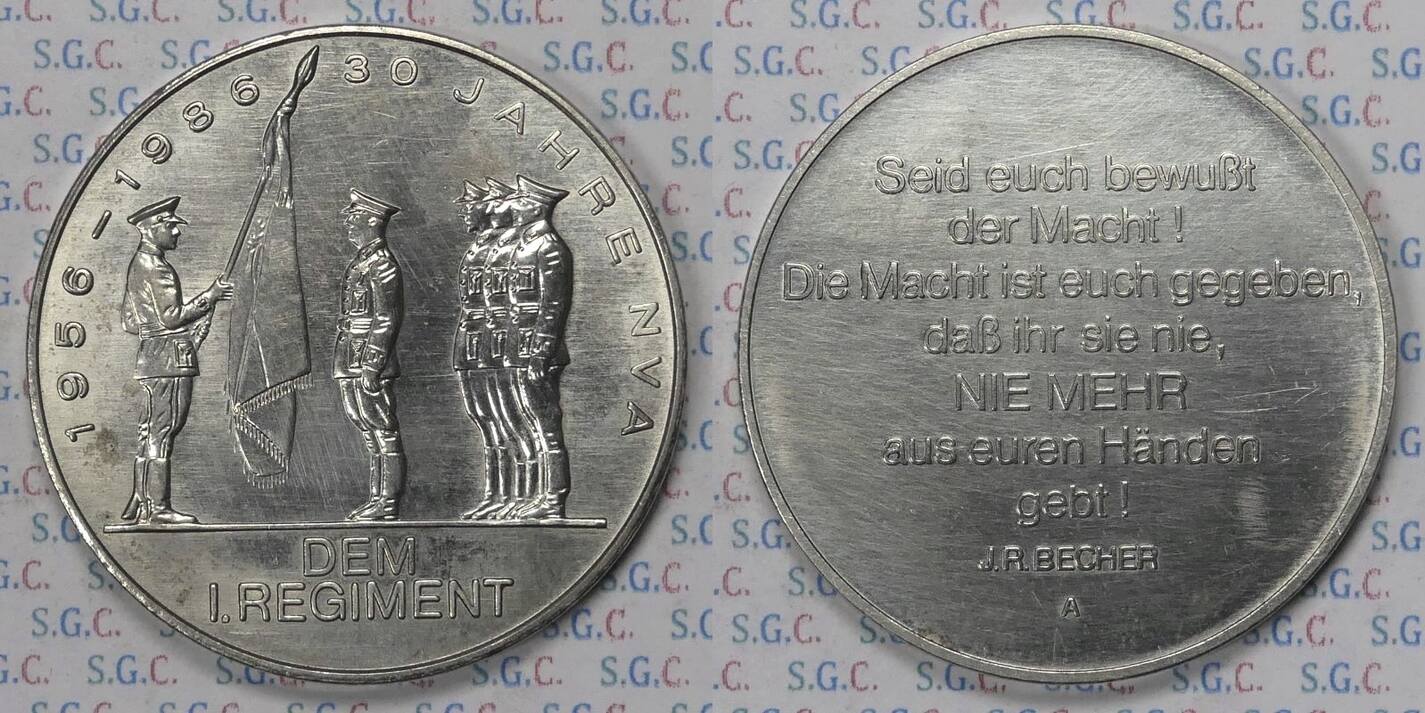 1956–1986 30 JAHRE NVA
DEM
I.REGIMENT
Seid euch bewußt
der Macht !
Die Macht ist euch gegeben,
daß ihr sie nie,
NIE MEHR
aus euren Händen
gebt !
J.R.BECHER
A
S.G.C.